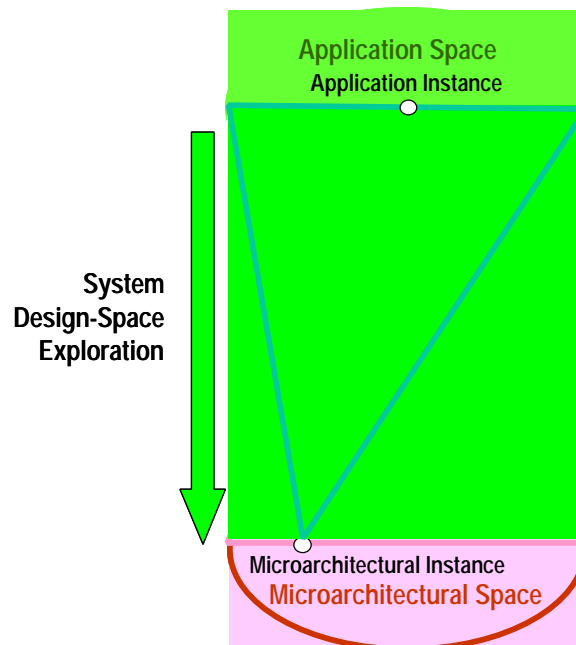 Application Space
Application Instance
System
Design-Space
Exploration
Microarchitectural Instance
Microarchitectural Space